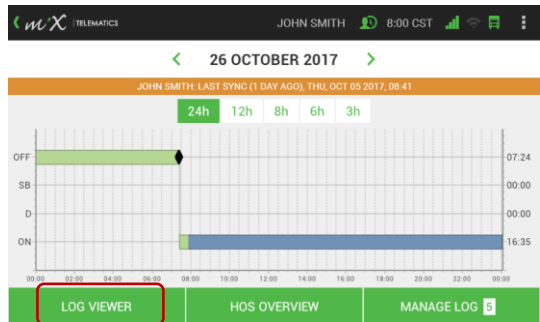 miX TELEMATICS JOHN SMITH 8:00 CST
26 OCTOBER 2017
JOHN SMITH: LAST SYNC (1 DAY AGO), THU, OCT 05 2017, 08:41
24h 12h 8h 6h 3h
OFF 07:24
SB 00:00
D 00:00
ON 16:35
00:00 02:00 04:00 06:00 08:00 10:00 12:00 14:00 16:00 18:00 20:00 22:00 00:00
LOG VIEWER HOS OVERVIEW MANAGE LOG 5